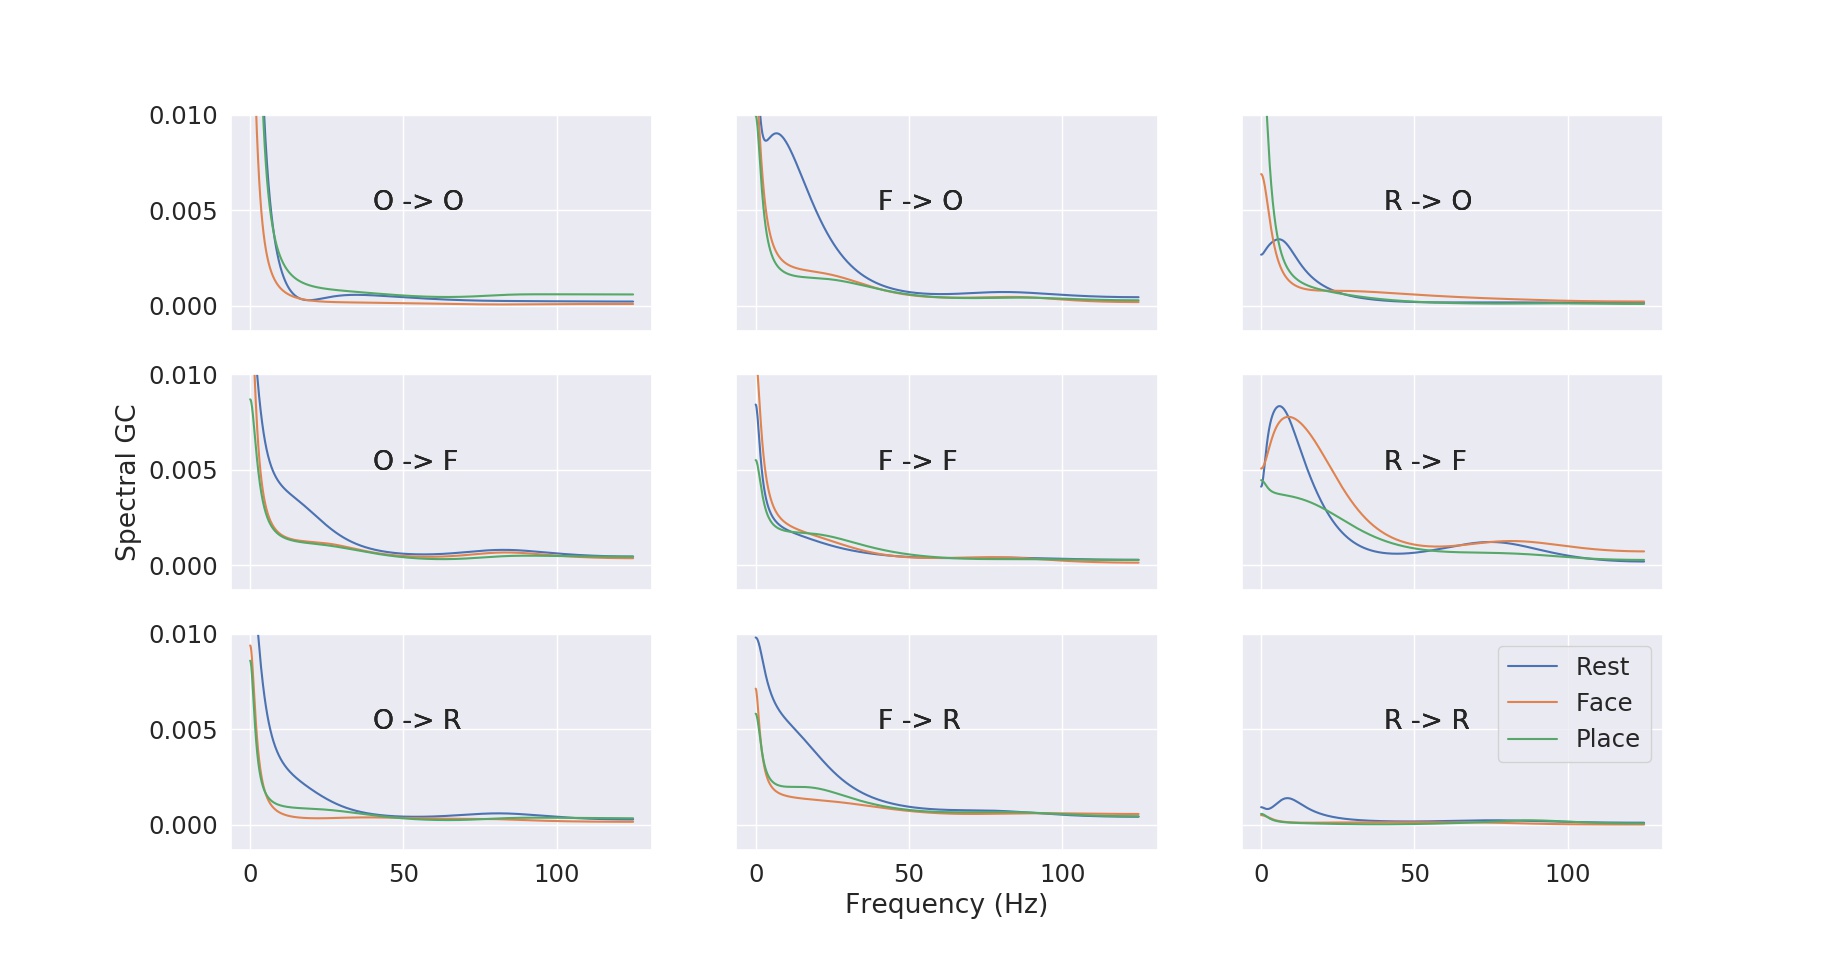 0.010
0.005
0.000
O -> O
F -> O
R -> O
0.010
0.005
0.000
Spectral GC
O -> F
F -> F
R -> F
0.010
0.005
0.000
O -> R
F -> R
R -> R
Rest
Face
Place
0 50 100
0 50 100
0 50 100
Frequency (Hz)